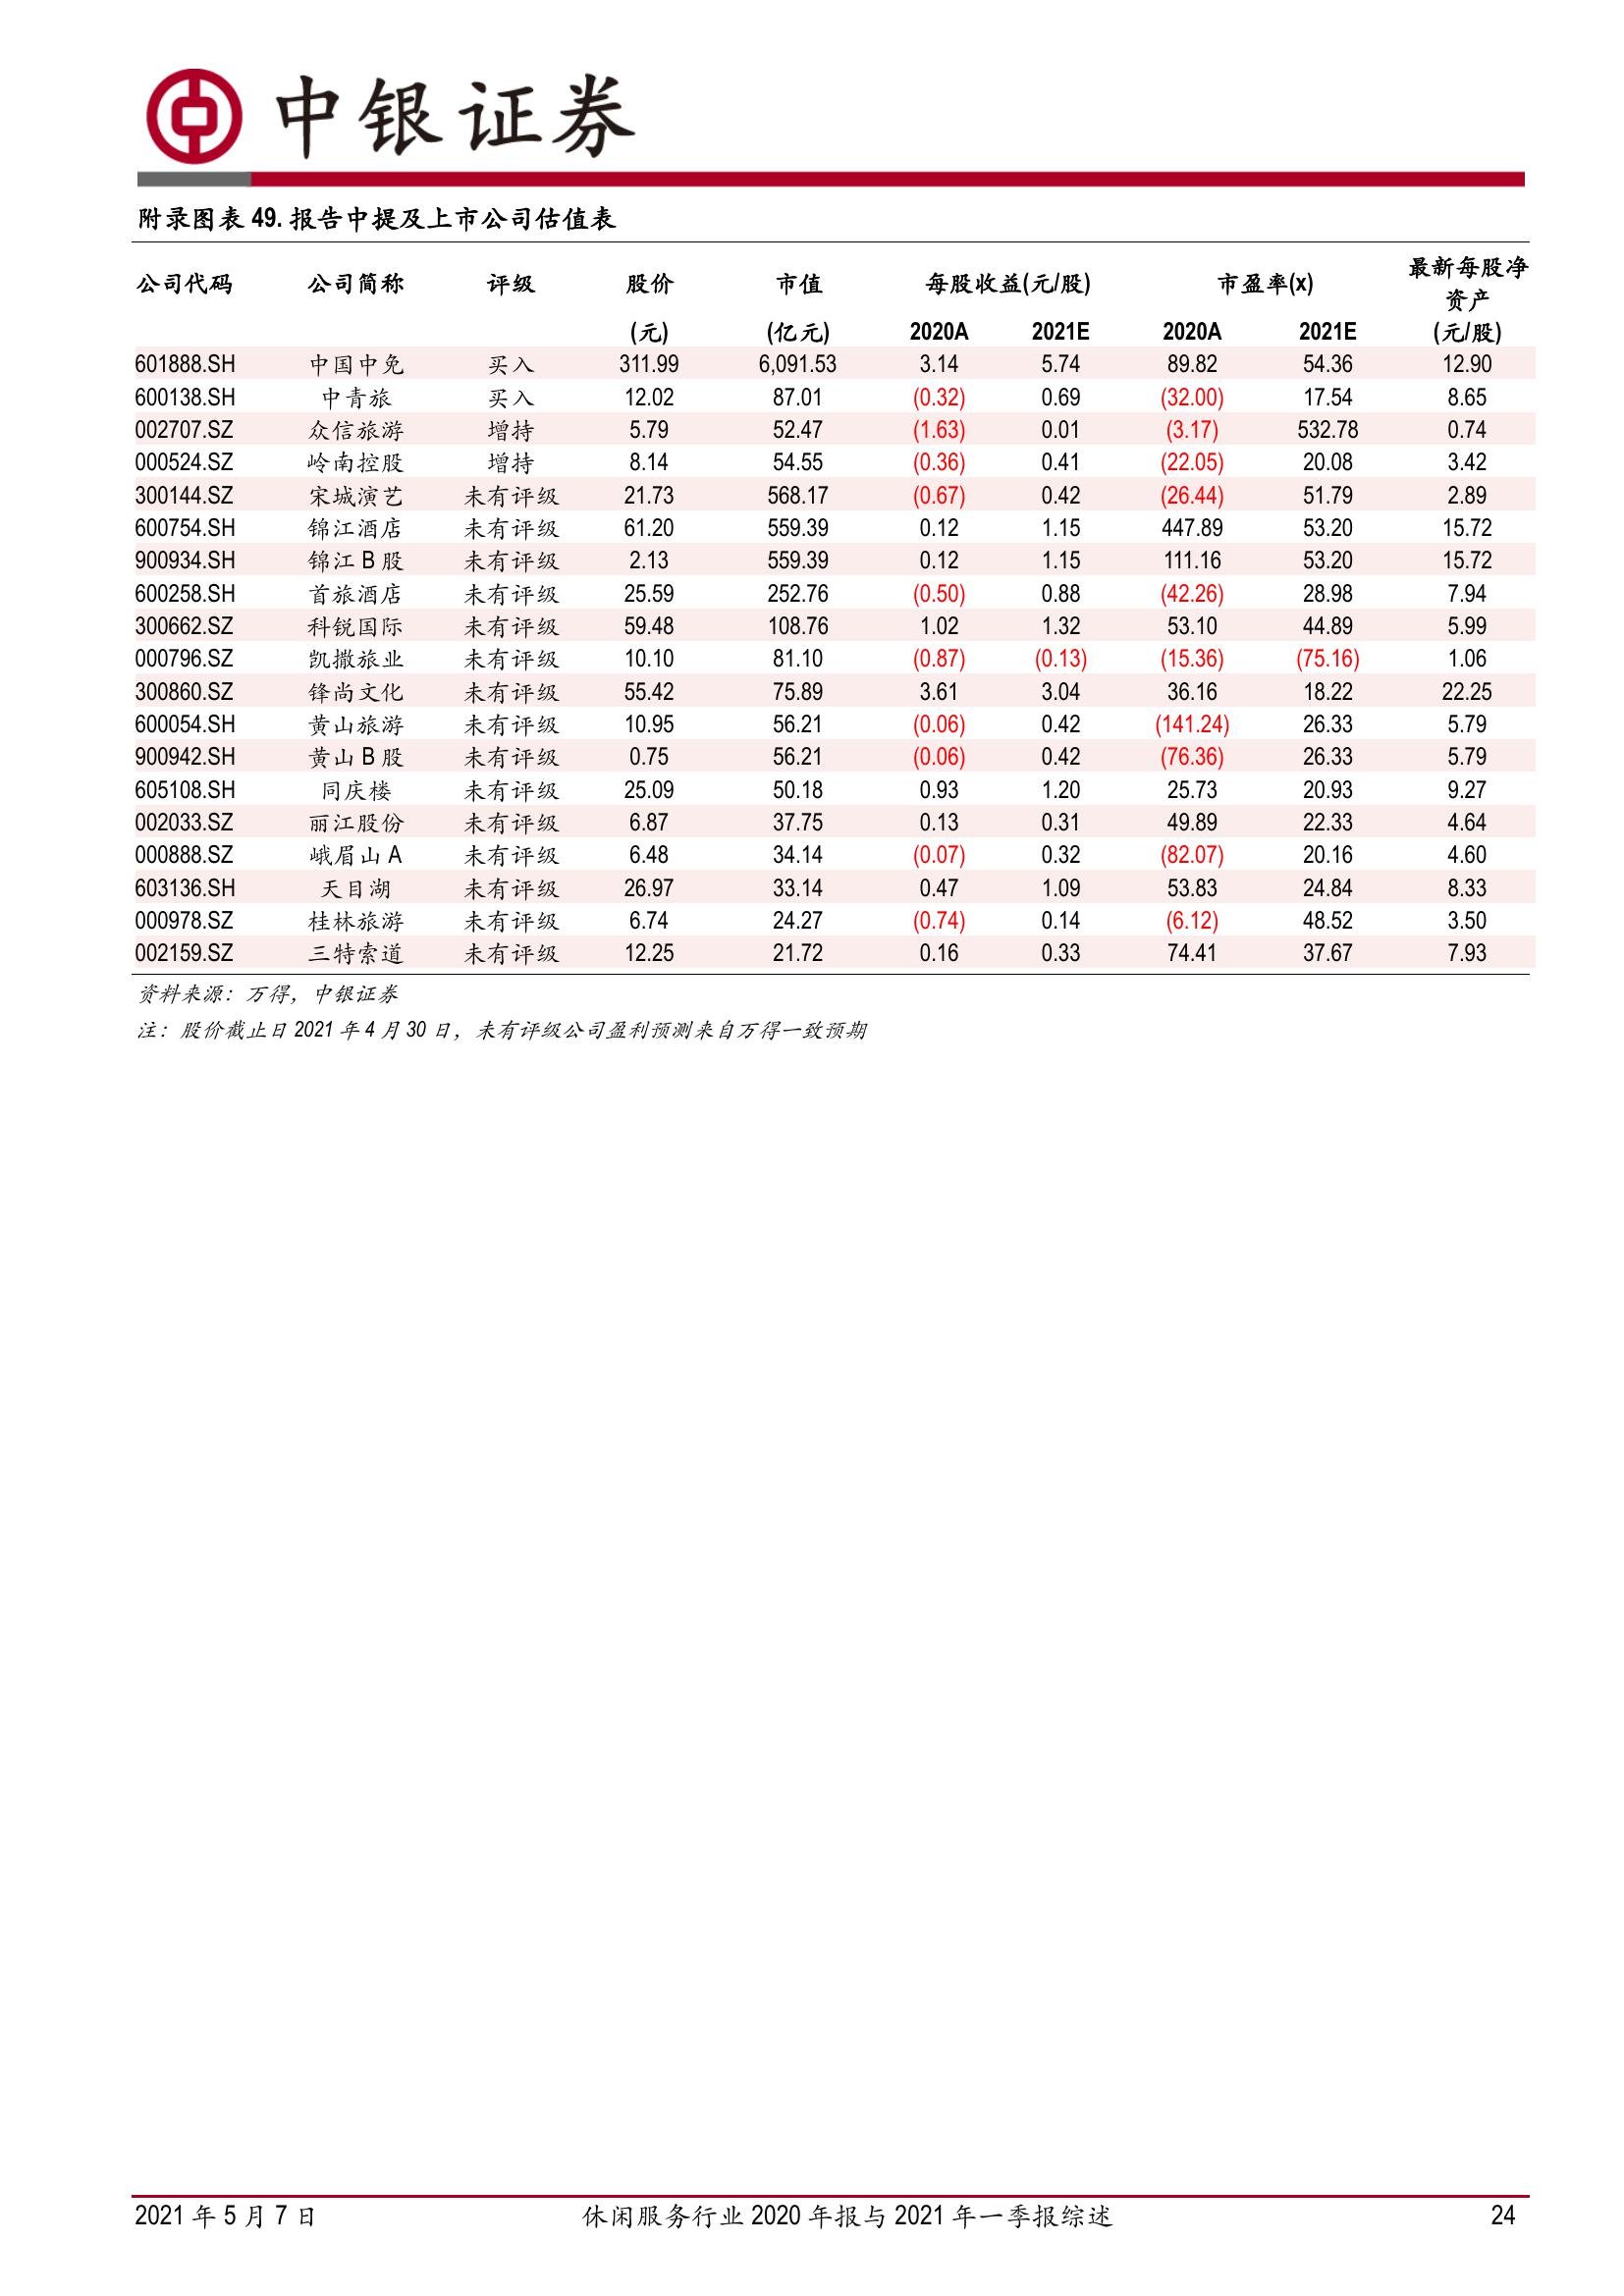 中银证券
附录图表 49. 报告中提及上市公司估值表
公司代码 公司简称 评级 股价 市值 每股收益(元/股) 市盈率(x) 最新每股净
资产
(元) (亿元) 2020A 2021E 2020A 2021E (元/股)
601888.SH 中国中免 买入 311.99 6,091.53 3.14 5.74 89.82 54.36 12.90
600138.SH 中青旅 买入 12.02 87.01 (0.32) 0.69 (32.00) 17.54 8.65
002707.SZ 众信旅游 增持 5.79 52.47 (1.63) 0.01 (3.17) 532.78 0.74
000524.SZ 岭南控股 增持 8.14 54.55 (0.36) 0.41 (22.05) 20.08 3.42
300144.SZ 宋城演艺 未有评级 21.73 568.17 (0.67) 0.42 (26.44) 51.79 2.89
600754.SH 锦江酒店 未有评级 61.20 559.39 0.12 1.15 447.89 53.20 15.72
900934.SH 锦江 B 股 未有评级 2.13 559.39 0.12 1.15 111.16 53.20 15.72
600258.SH 首旅酒店 未有评级 25.59 252.76 (0.50) 0.88 (42.26) 28.98 7.94
300662.SZ 科锐国际 未有评级 59.48 108.76 1.02 1.32 53.10 44.89 5.99
000796.SZ 凯撒旅业 未有评级 10.10 81.10 (0.87) (0.13) (15.36) (75.16) 1.06
300860.SZ 锋尚文化 未有评级 55.42 75.89 3.61 3.04 36.16 18.22 22.25
600054.SH 黄山旅游 未有评级 10.95 56.21 (0.06) 0.42 (141.24) 26.33 5.79
900942.SH 黄山 B 股 未有评级 0.75 56.21 (0.06) 0.42 (76.36) 26.33 5.79
605108.SH 同庆楼 未有评级 25.09 50.18 0.93 1.20 25.73 20.93 9.27
002033.SZ 丽江股份 未有评级 6.87 37.75 0.13 0.31 49.89 22.33 4.64
000888.SZ 峨眉山 A 未有评级 6.48 34.14 (0.07) 0.32 (82.07) 20.16 4.60
603136.SH 天目湖 未有评级 26.97 33.14 0.47 1.09 53.83 24.84 8.33
000978.SZ 桂林旅游 未有评级 6.74 24.27 (0.74) 0.14 (6.12) 48.52 3.50
002159.SZ 三特索道 未有评级 12.25 21.72 0.16 0.33 74.41 37.67 7.93
资料来源：万得，中银证券
注：股价截止日 2021 年 4 月 30 日，未有评级公司盈利预测来自万得一致预期
2021 年 5 月 7 日 休闲服务行业 2020 年报与 2021 年一季报综述 24